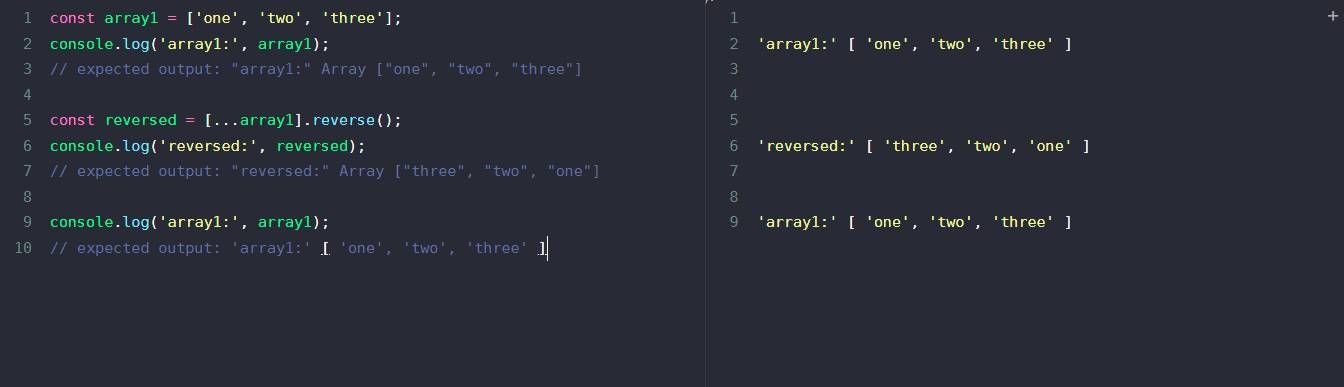 1 const array1 = ['one', 'two', 'three'];
2 console.log('array1:', array1);
3 // expected output: "array1:" Array ["one", "two", "three"]
4
5 const reversed = [...array1].reverse();
6 console.log('reversed:', reversed);
7 // expected output: "reversed:" Array ["three", "two", "one"]
8
9 console.log('array1:', array1);
10 // expected output: 'array1:' [ 'one', 'two', 'three' ]
+
1
2 'array1:' [ 'one', 'two', 'three' ]
3
4
5
6 'reversed:' [ 'three', 'two', 'one' ]
7
8
9 'array1:' [ 'one', 'two', 'three' ]